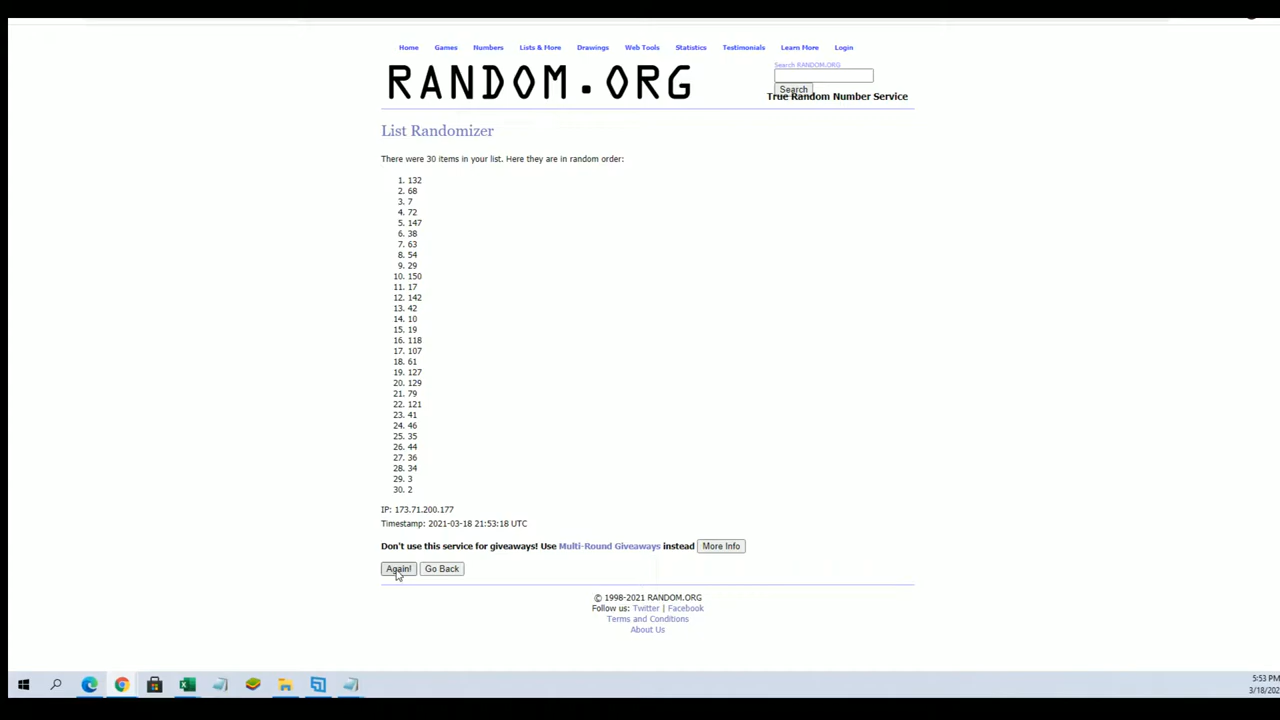 Home Games Numbers Lists & More Drawings Web Tools Statistics Testimonials Learn More Login
Search RANDOM.ORG
RANDOM.ORG
Search
True Random Number Service
List Randomizer
There were 30 items in your list. Here they are in random order:
1. 132
2. 68
3. 7
4. 72
5. 147
6. 38
7. 63
8. 54
9. 29
10. 150
11. 17
12. 142
13. 42
14. 10
15. 19
16. 118
17. 107
18. 61
19. 127
20. 129
21. 79
22. 121
23. 41
24. 46
25. 35
26. 44
27. 36
28. 34
29. 3
30. 2
IP: 173.71.200.177
Timestamp: 2021-03-18 21:53:18 UTC
Don't use this service for giveaways! Use Multi-Round Giveaways instead More Info
Again! Go Back
© 1998-2021 RANDOM.ORG
Follow us: Twitter | Facebook
Terms and Conditions
About Us
5:53 PM
3/18/202